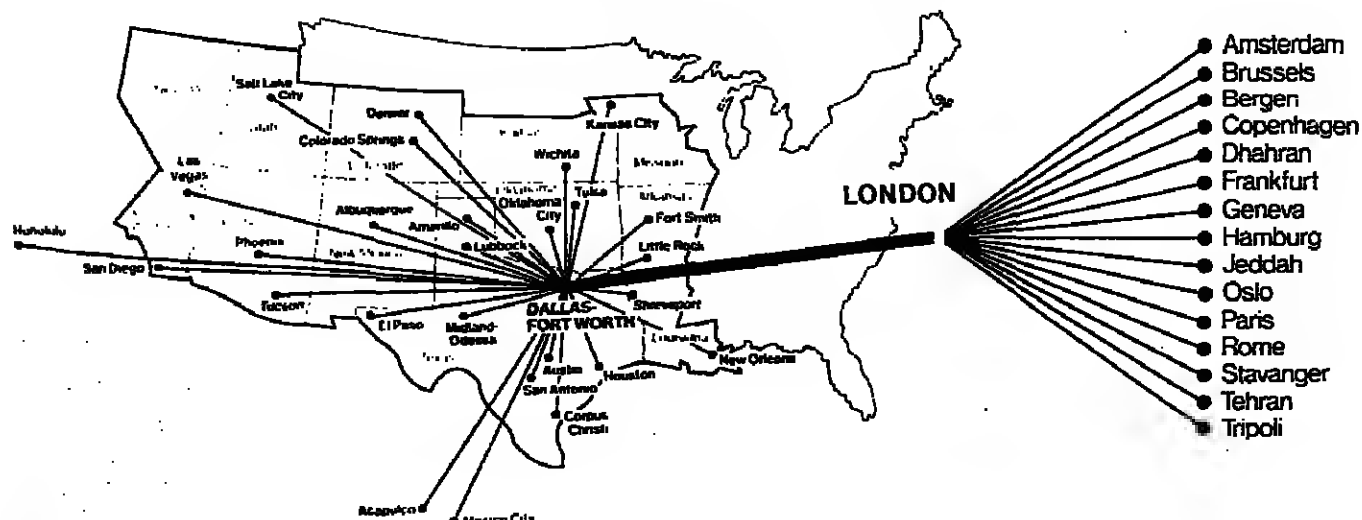 Salt Lake
City
Denver
Colorado Springs
Kansas City
Las
Vegas
Wichita
Tulsa
Oklahoma
City
Albuquerque
Amarillo
Fort Smith
Lubbock
Little Rock
Honolulu
Phoenix
San Diego
Tucson
El Paso
Midland-
Odessa
DALLAS-
FORT WORTH
Shreveport
Louisiana
New Orleans
Austin
Houston
San Antonio
Corpus
Christi
Acapulco
Mexico City
LONDON
Amsterdam
Brussels
Bergen
Copenhagen
Dhahran
Frankfurt
Geneva
Hamburg
Jeddah
Oslo
Paris
Rome
Stavanger
Tehran
Tripoli